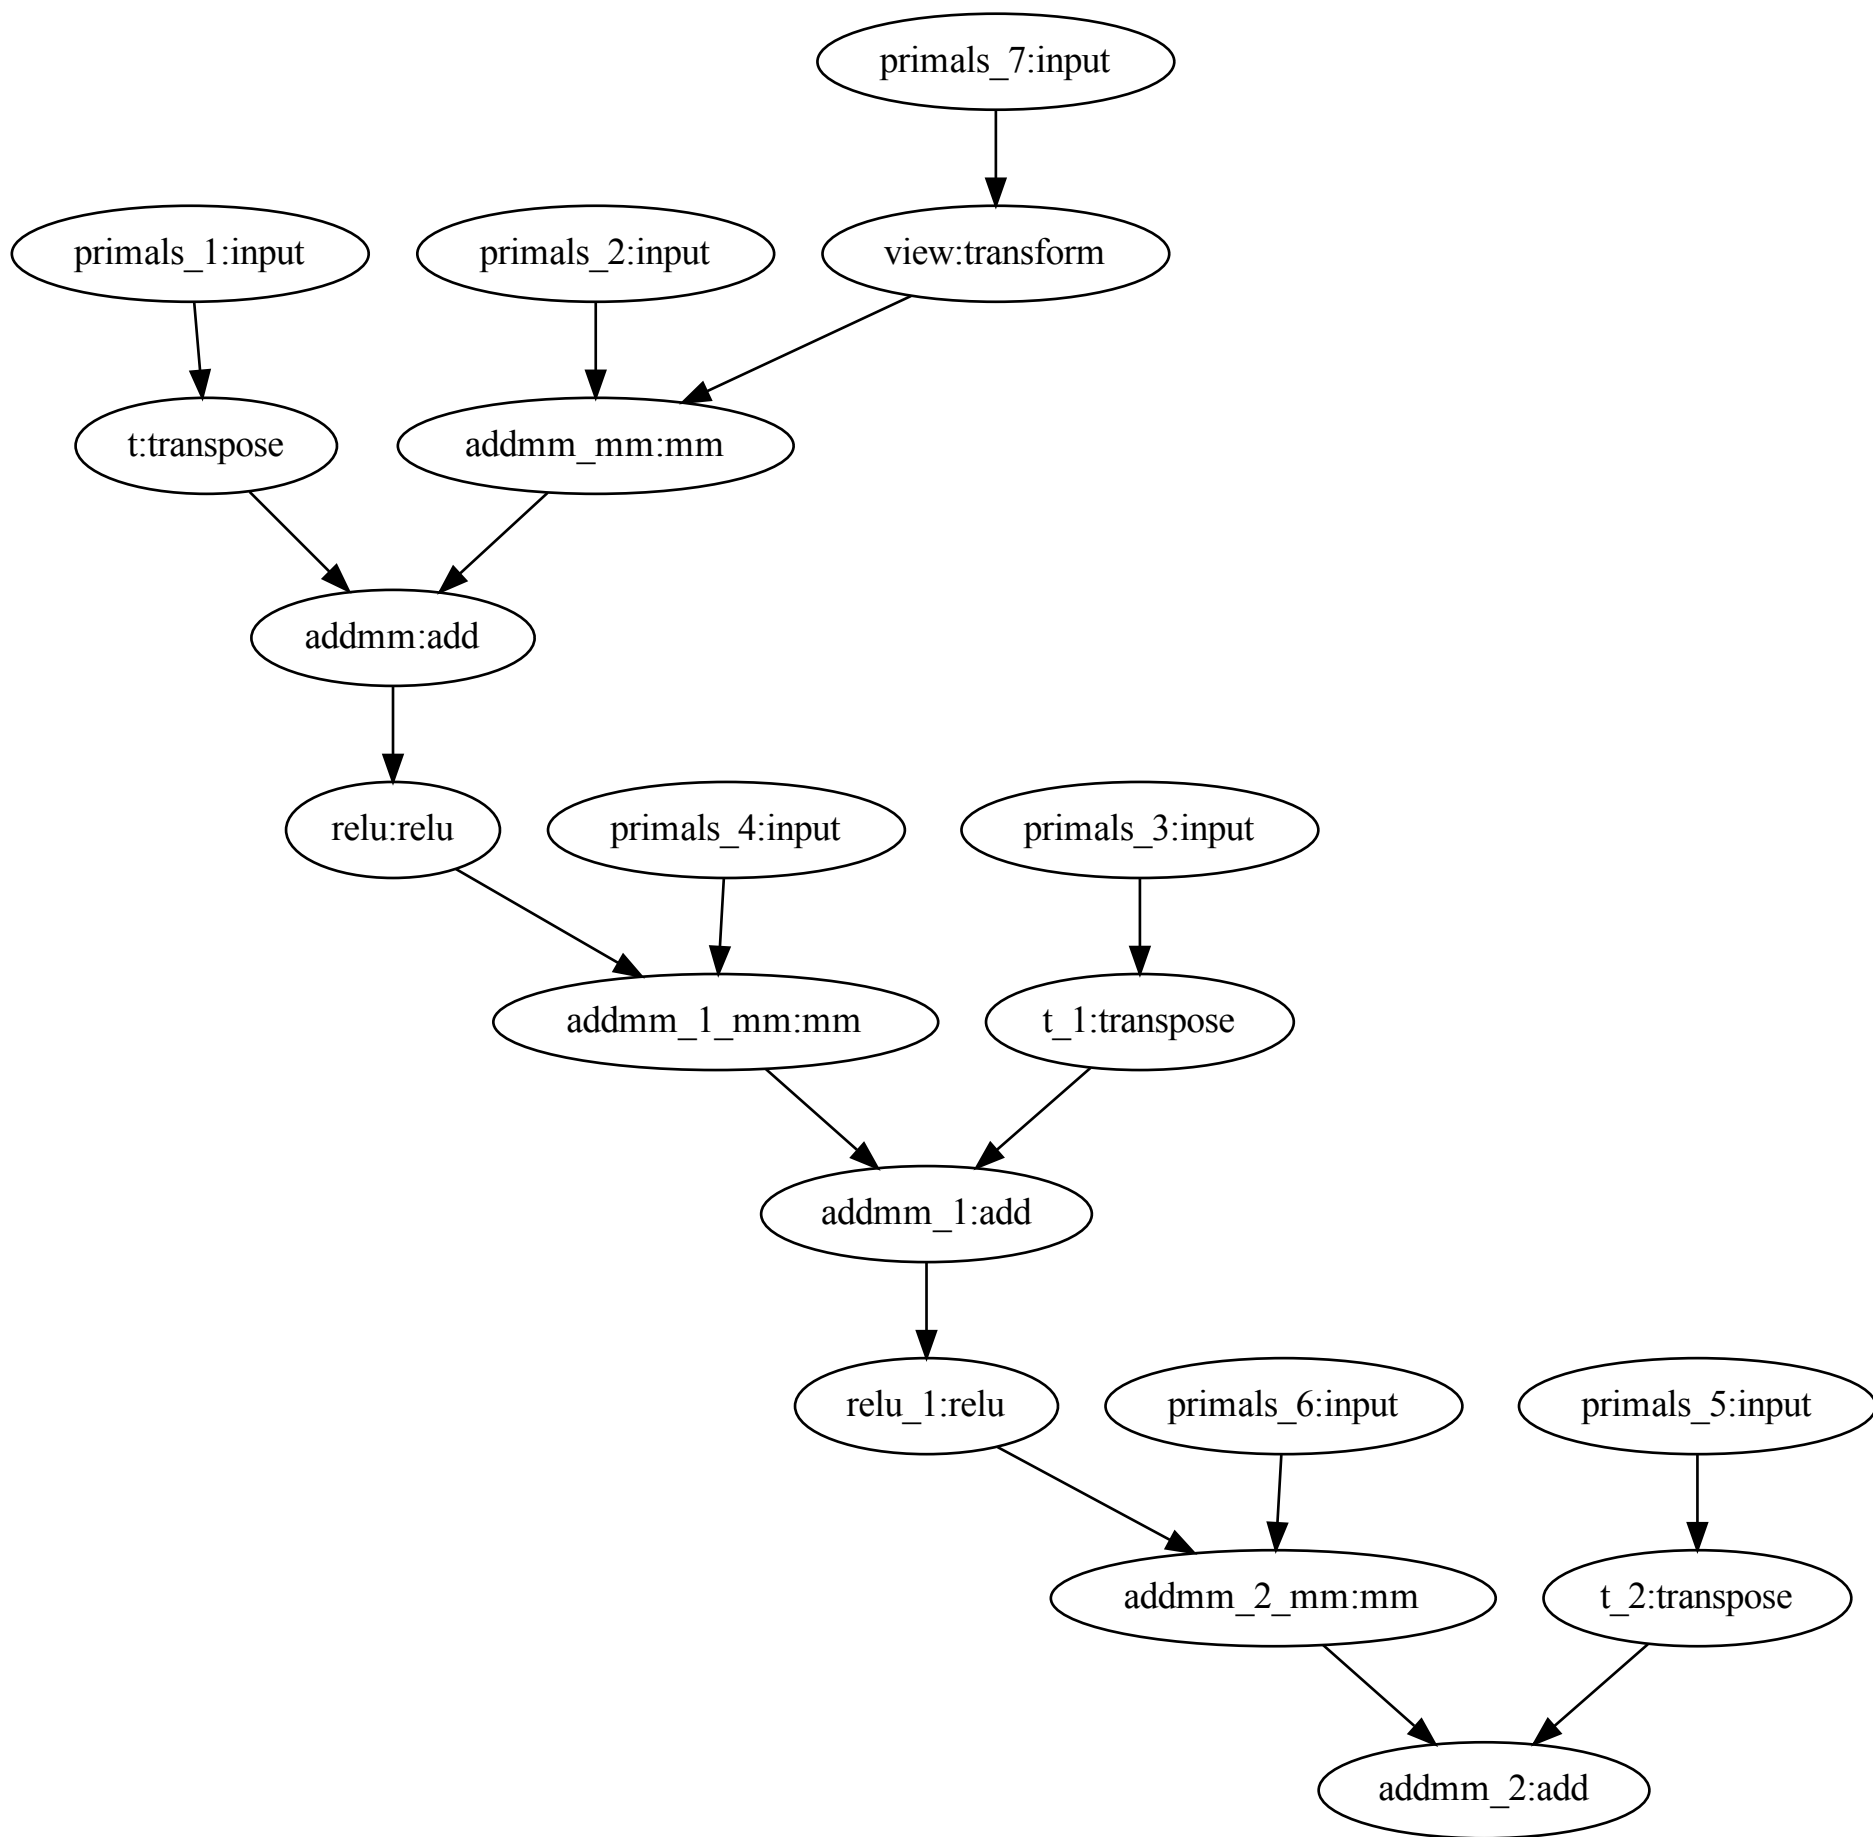 primals_7:input
primals_1:input
primals_2:input
view:transform
t:transpose
addmm_mm:mm
addmm:add
relu:relu
primals_4:input
primals_3:input
addmm_1_mm:mm
t_1:transpose
addmm_1:add
relu_1:relu
primals_6:input
primals_5:input
addmm_2_mm:mm
t_2:transpose
addmm_2:add